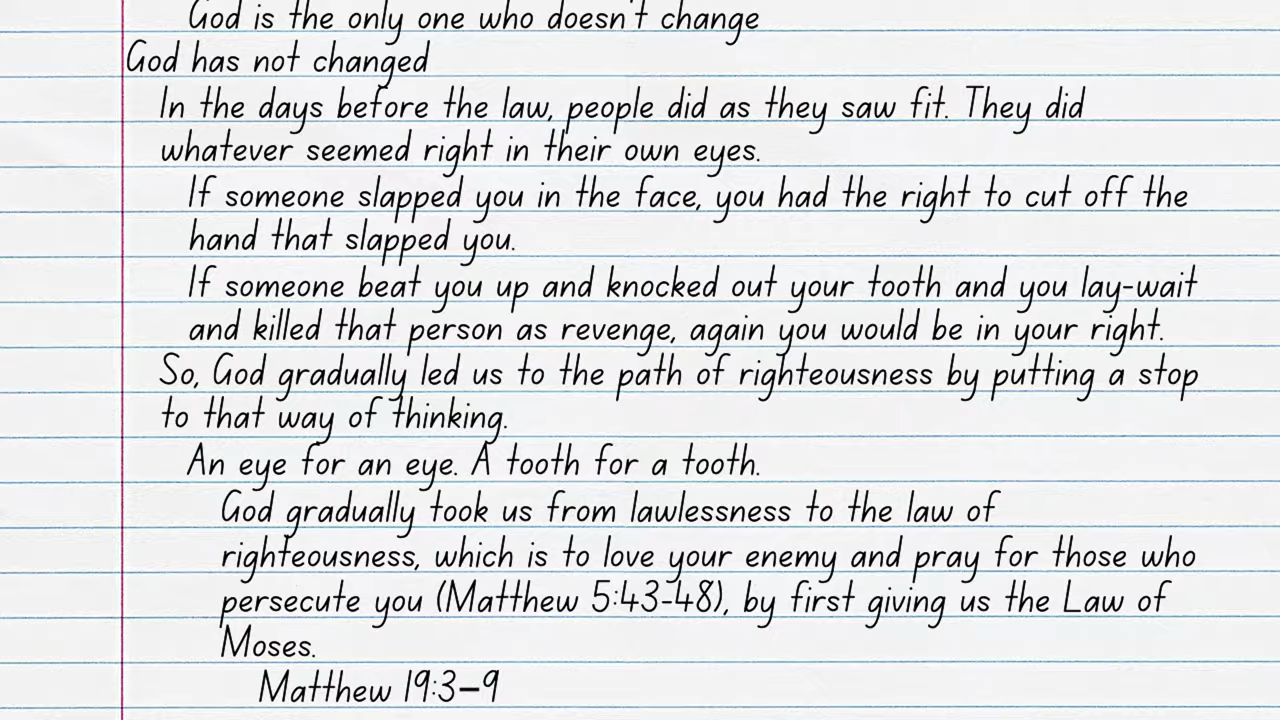 God is the only one who doesn't change
God has not changed
In the days before the law, people did as they saw fit. They did
whatever seemed right in their own eyes.
If someone slapped you in the face, you had the right to cut off the
hand that slapped you.
If someone beat you up and knocked out your tooth and you lay-wait
and killed that person as revenge, again you would be in your right.
So, God gradually led us to the path of righteousness by putting a stop
to that way of thinking.
An eye for an eye. A tooth for a tooth.
God gradually took us from lawlessness to the law of
righteousness, which is to love your enemy and pray for those who
persecute you (Matthew 5:43-48), by first giving us the Law of
Moses.
Matthew 19:3–9